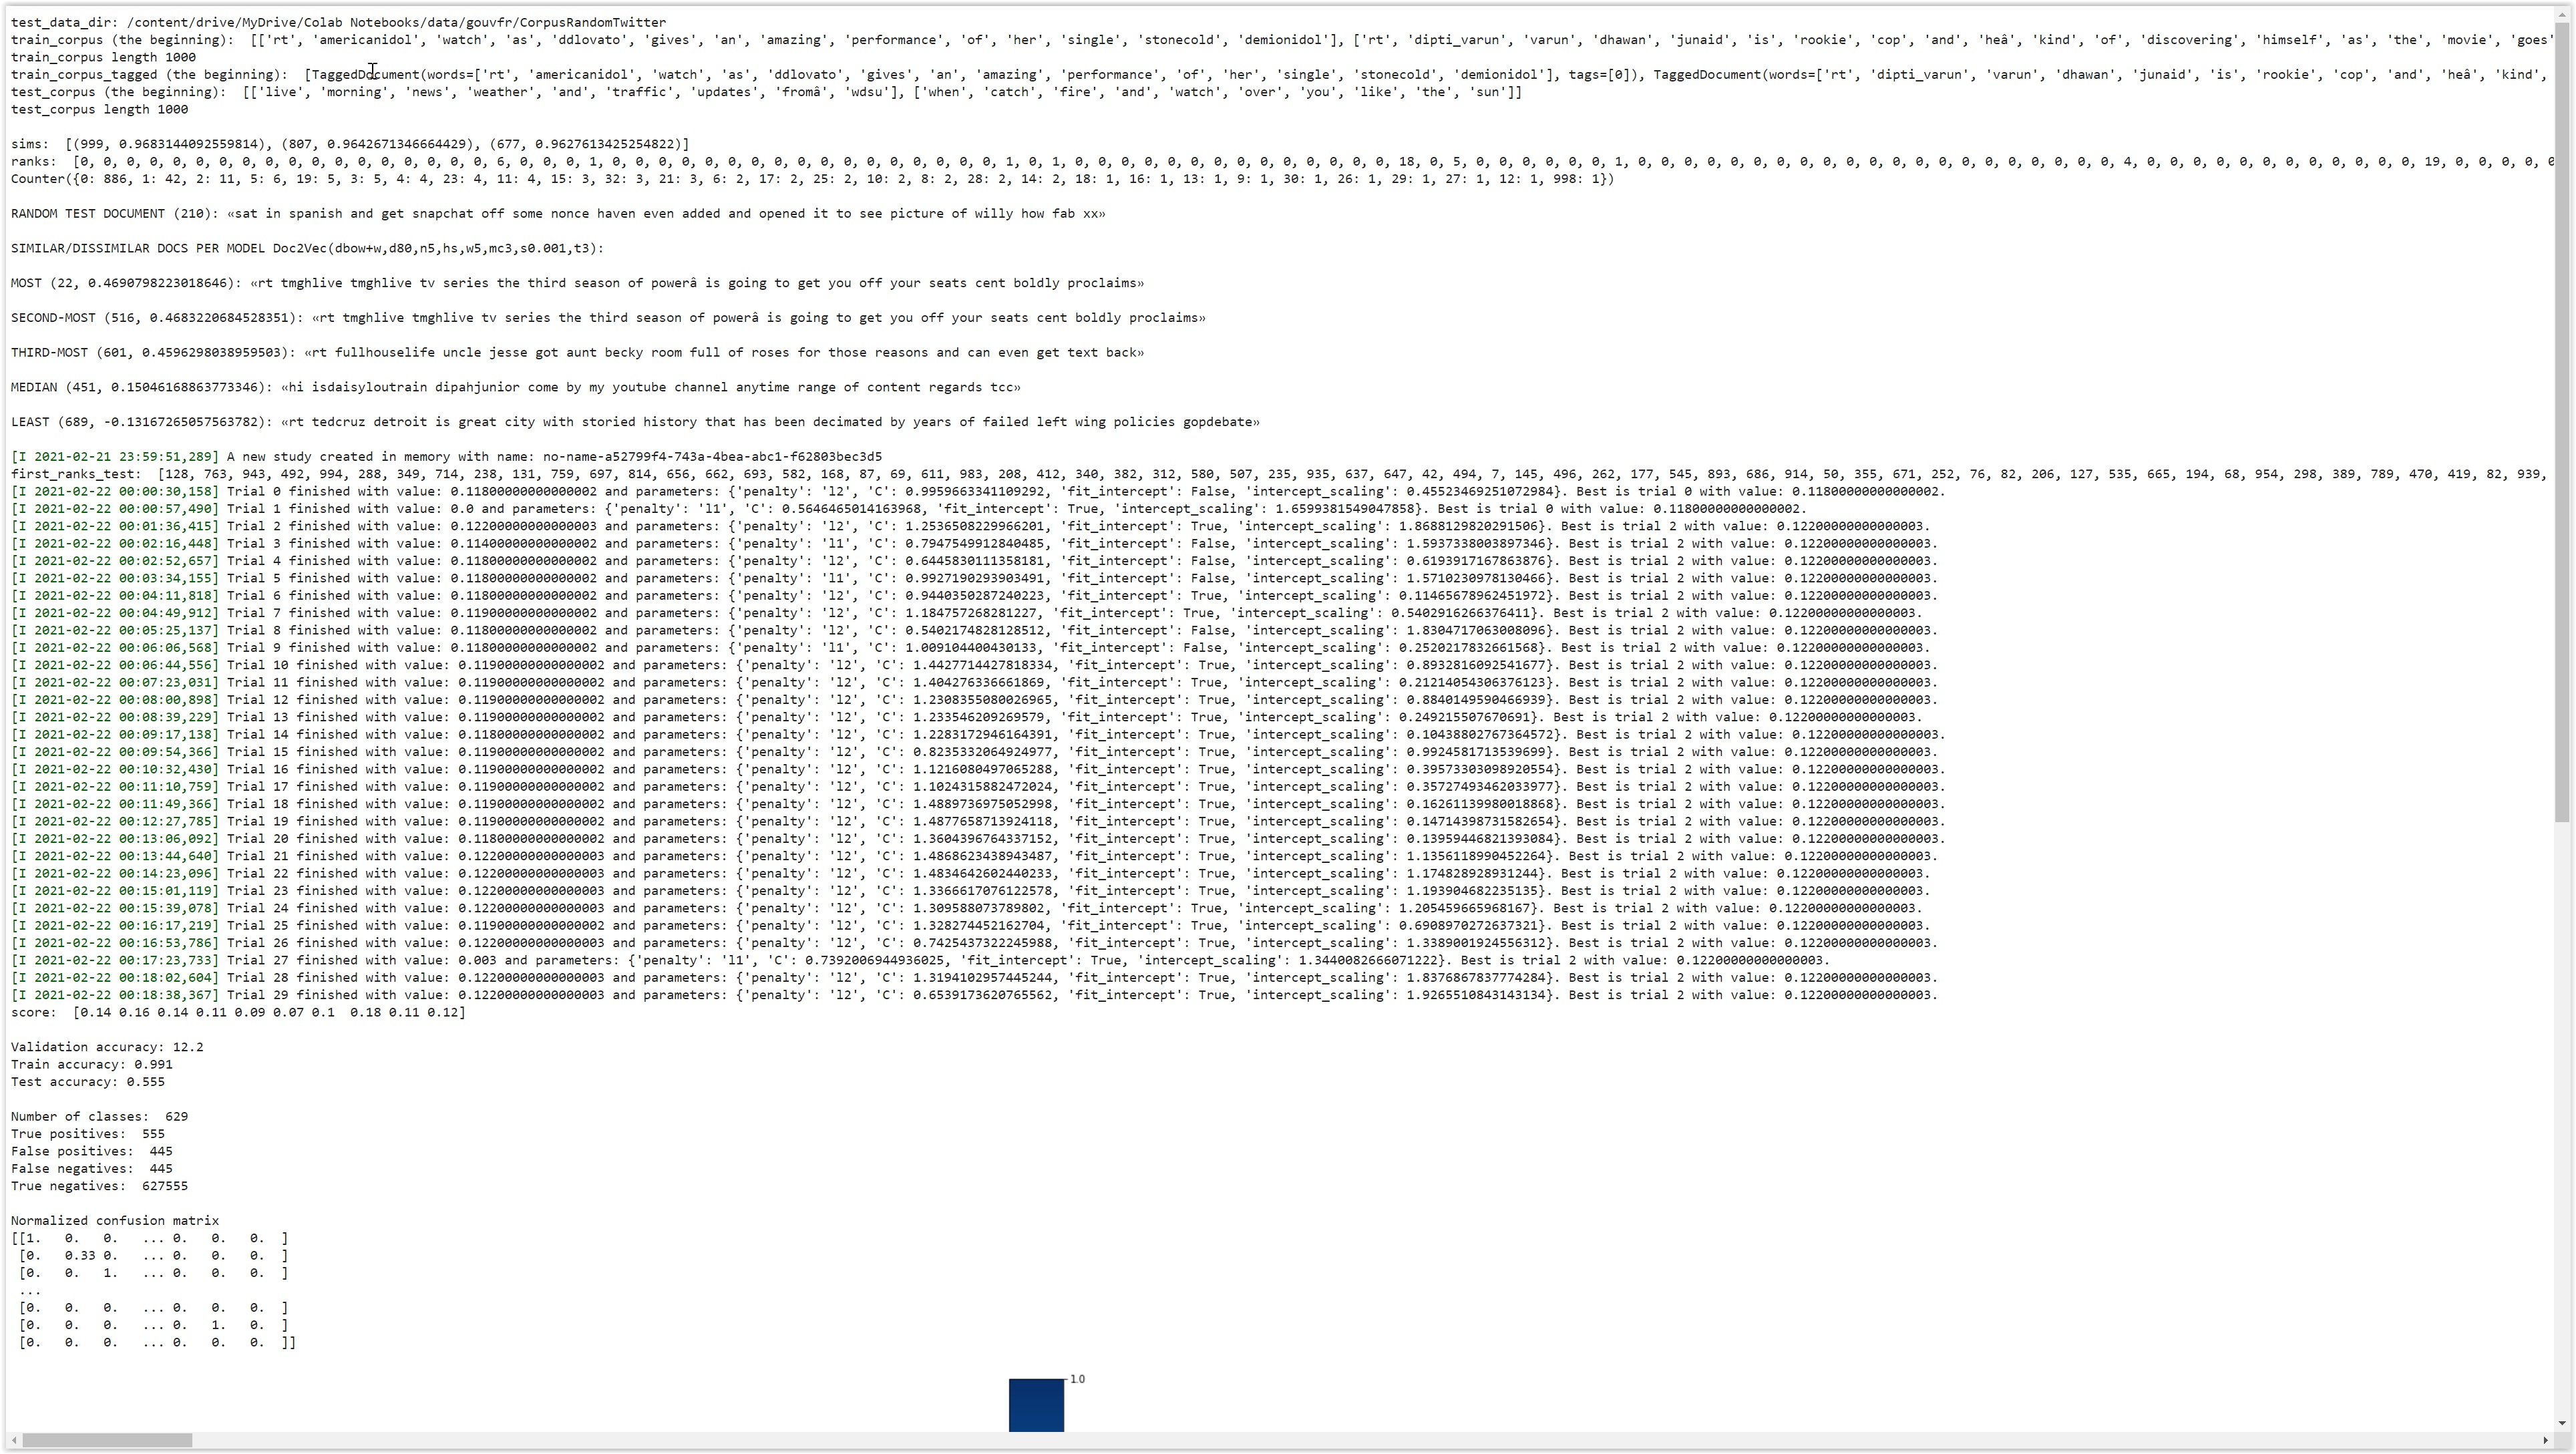 test_data_dir: /content/drive/MyDrive/Colab Notebooks/data/gouvfr/CorpusRandomTwitter
train_corpus (the beginning):  [['rt', 'americanidol', 'watch', 'as', 'ddlovato', 'gives', 'an', 'amazing', 'performance', 'of', 'her', 'single', 'stonecold', 'demionidol'], ['rt', 'dipti_varun', 'varun', 'dhawan', 'junaid', 'is', 'rookie', 'cop', 'and', 'heâ', 'kind', 'of', 'discovering', 'himself', 'as', 'the', 'movie', 'goes'
train_corpus length 1000
train_corpus_tagged (the beginning):  [TaggedDocument(words=['rt', 'americanidol', 'watch', 'as', 'ddlovato', 'gives', 'an', 'amazing', 'performance', 'of', 'her', 'single', 'stonecold', 'demionidol'], tags=[0]), TaggedDocument(words=['rt', 'dipti_varun', 'varun', 'dhawan', 'junaid', 'is', 'rookie', 'cop', 'and', 'heâ', 'kind',
test_corpus (the beginning):  [['live', 'morning', 'news', 'weather', 'and', 'traffic', 'updates', 'fromâ', 'wdsu'], ['when', 'catch', 'fire', 'and', 'watch', 'over', 'you', 'like', 'the', 'sun']]
test_corpus length 1000
sims:  [(999, 0.9683144092559814), (807, 0.9642671346664429), (677, 0.9627613425254822)]
ranks:  [0, 0, 0, 0, 0, 0, 0, 0, 0, 0, 0, 0, 0, 0, 0, 0, 0, 0, 6, 0, 0, 0, 1, 0, 0, 0, 0, 0, 0, 0, 0, 0, 0, 0, 0, 0, 0, 0, 0, 0, 1, 0, 1, 0, 0, 0, 0, 0, 0, 0, 0, 0, 0, 0, 0, 0, 0, 18, 0, 5, 0, 0, 0, 0, 0, 0, 1, 0, 0, 0, 0, 0, 0, 0, 0, 0, 0, 0, 0, 0, 0, 0, 0, 0, 0, 0, 0, 0, 4, 0, 0, 0, 0, 0, 0, 0, 0, 0, 0, 0, 0, 19, 0, 0, 0, 0, 0
Counter({0: 886, 1: 42, 2: 11, 5: 6, 19: 5, 3: 5, 4: 4, 23: 4, 11: 4, 15: 3, 32: 3, 21: 3, 6: 2, 17: 2, 25: 2, 10: 2, 8: 2, 28: 2, 14: 2, 18: 1, 16: 1, 13: 1, 9: 1, 30: 1, 26: 1, 29: 1, 27: 1, 12: 1, 998: 1})
RANDOM TEST DOCUMENT (210): «sat in spanish and get snapchat off some nonce haven even added and opened it to see picture of willy how fab xx»
SIMILAR/DISSIMILAR DOCS PER MODEL Doc2Vec(dbow+w,d80,n5,hs,w5,mc3,s0.001,t3):
MOST (22, 0.4690798223018646): «rt tmghlive tmghlive tv series the third season of powerâ is going to get you off your seats cent boldly proclaims»
SECOND-MOST (516, 0.4683220684528351): «rt tmghlive tmghlive tv series the third season of powerâ is going to get you off your seats cent boldly proclaims»
THIRD-MOST (601, 0.4596298038959503): «rt fullhouselife uncle jesse got aunt becky room full of roses for those reasons and can even get text back»
MEDIAN (451, 0.15046168863773346): «hi isdaisyloutrain dipahjunior come by my youtube channel anytime range of content regards tcc»
LEAST (689, -0.13167265057563782): «rt tedcruz detroit is great city with storied history that has been decimated by years of failed left wing policies gopdebate»
[I 2021-02-21 23:59:51,289] A new study created in memory with name: no-name-a52799f4-743a-4bea-abc1-f62803bec3d5
first_ranks_test:  [128, 763, 943, 492, 994, 288, 349, 714, 238, 131, 759, 697, 814, 656, 662, 693, 582, 168, 87, 69, 611, 983, 208, 412, 340, 382, 312, 580, 507, 235, 935, 637, 647, 42, 494, 7, 145, 496, 262, 177, 545, 893, 686, 914, 50, 355, 671, 252, 76, 82, 206, 127, 535, 665, 194, 68, 954, 298, 389, 789, 470, 419, 82, 939,
[I 2021-02-22 00:00:30,158] Trial 0 finished with value: 0.11800000000000002 and parameters: {'penalty': 'l2', 'C': 0.9959663341109292, 'fit_intercept': False, 'intercept_scaling': 0.45523469251072984}. Best is trial 0 with value: 0.11800000000000002.
[I 2021-02-22 00:00:57,490] Trial 1 finished with value: 0.0 and parameters: {'penalty': 'l1', 'C': 0.5646465014163968, 'fit_intercept': True, 'intercept_scaling': 1.6599381549047858}. Best is trial 0 with value: 0.11800000000000002.
[I 2021-02-22 00:01:36,415] Trial 2 finished with value: 0.12200000000000003 and parameters: {'penalty': 'l2', 'C': 1.2536508229966201, 'fit_intercept': True, 'intercept_scaling': 1.8688129820291506}. Best is trial 2 with value: 0.12200000000000003.
[I 2021-02-22 00:02:16,448] Trial 3 finished with value: 0.11400000000000002 and parameters: {'penalty': 'l1', 'C': 0.7947549912840485, 'fit_intercept': False, 'intercept_scaling': 1.5937338003897346}. Best is trial 2 with value: 0.12200000000000003.
[I 2021-02-22 00:02:52,657] Trial 4 finished with value: 0.11800000000000002 and parameters: {'penalty': 'l2', 'C': 0.6445830111358181, 'fit_intercept': False, 'intercept_scaling': 0.6193917167863876}. Best is trial 2 with value: 0.12200000000000003.
[I 2021-02-22 00:03:34,155] Trial 5 finished with value: 0.11800000000000002 and parameters: {'penalty': 'l1', 'C': 0.9927190293903491, 'fit_intercept': False, 'intercept_scaling': 1.5710230978130466}. Best is trial 2 with value: 0.12200000000000003.
[I 2021-02-22 00:04:11,818] Trial 6 finished with value: 0.11800000000000002 and parameters: {'penalty': 'l2', 'C': 0.9440350287240223, 'fit_intercept': True, 'intercept_scaling': 0.11465678962451972}. Best is trial 2 with value: 0.12200000000000003.
[I 2021-02-22 00:04:49,912] Trial 7 finished with value: 0.11900000000000002 and parameters: {'penalty': 'l2', 'C': 1.184757268281227, 'fit_intercept': True, 'intercept_scaling': 0.5402916266376411}. Best is trial 2 with value: 0.12200000000000003.
[I 2021-02-22 00:05:25,137] Trial 8 finished with value: 0.11800000000000002 and parameters: {'penalty': 'l2', 'C': 0.5402174828128512, 'fit_intercept': False, 'intercept_scaling': 1.8304717063008096}. Best is trial 2 with value: 0.12200000000000003.
[I 2021-02-22 00:06:06,568] Trial 9 finished with value: 0.11800000000000002 and parameters: {'penalty': 'l1', 'C': 1.009104400430133, 'fit_intercept': False, 'intercept_scaling': 0.2520217832661568}. Best is trial 2 with value: 0.12200000000000003.
[I 2021-02-22 00:06:44,556] Trial 10 finished with value: 0.11900000000000002 and parameters: {'penalty': 'l2', 'C': 1.4427714427818334, 'fit_intercept': True, 'intercept_scaling': 0.8932816092541677}. Best is trial 2 with value: 0.12200000000000003.
[I 2021-02-22 00:07:23,031] Trial 11 finished with value: 0.11900000000000002 and parameters: {'penalty': 'l2', 'C': 1.404276336661869, 'fit_intercept': True, 'intercept_scaling': 0.21214054306376123}. Best is trial 2 with value: 0.12200000000000003.
[I 2021-02-22 00:08:00,898] Trial 12 finished with value: 0.11900000000000002 and parameters: {'penalty': 'l2', 'C': 1.2308355080026965, 'fit_intercept': True, 'intercept_scaling': 0.8840149590466939}. Best is trial 2 with value: 0.12200000000000003.
[I 2021-02-22 00:08:39,229] Trial 13 finished with value: 0.11900000000000002 and parameters: {'penalty': 'l2', 'C': 1.233546209269579, 'fit_intercept': True, 'intercept_scaling': 0.249215507670691}. Best is trial 2 with value: 0.12200000000000003.
[I 2021-02-22 00:09:17,138] Trial 14 finished with value: 0.11800000000000002 and parameters: {'penalty': 'l2', 'C': 1.2283172946164391, 'fit_intercept': True, 'intercept_scaling': 0.10438802767364572}. Best is trial 2 with value: 0.12200000000000003.
[I 2021-02-22 00:09:54,366] Trial 15 finished with value: 0.11900000000000002 and parameters: {'penalty': 'l2', 'C': 0.8235332064924977, 'fit_intercept': True, 'intercept_scaling': 0.9924581713539699}. Best is trial 2 with value: 0.12200000000000003.
[I 2021-02-22 00:10:32,430] Trial 16 finished with value: 0.11900000000000002 and parameters: {'penalty': 'l2', 'C': 1.1216080497065288, 'fit_intercept': True, 'intercept_scaling': 0.39573303098920554}. Best is trial 2 with value: 0.12200000000000003.
[I 2021-02-22 00:11:10,759] Trial 17 finished with value: 0.11900000000000002 and parameters: {'penalty': 'l2', 'C': 1.1024315882472024, 'fit_intercept': True, 'intercept_scaling': 0.35727493462033977}. Best is trial 2 with value: 0.12200000000000003.
[I 2021-02-22 00:11:49,366] Trial 18 finished with value: 0.11900000000000002 and parameters: {'penalty': 'l2', 'C': 1.4889736975052998, 'fit_intercept': True, 'intercept_scaling': 0.16261139980018868}. Best is trial 2 with value: 0.12200000000000003.
[I 2021-02-22 00:12:27,785] Trial 19 finished with value: 0.11900000000000002 and parameters: {'penalty': 'l2', 'C': 1.4877658713924118, 'fit_intercept': True, 'intercept_scaling': 0.14714398731582654}. Best is trial 2 with value: 0.12200000000000003.
[I 2021-02-22 00:13:06,092] Trial 20 finished with value: 0.11800000000000002 and parameters: {'penalty': 'l2', 'C': 1.3604396764337152, 'fit_intercept': True, 'intercept_scaling': 0.13959446821393084}. Best is trial 2 with value: 0.12200000000000003.
[I 2021-02-22 00:13:44,640] Trial 21 finished with value: 0.12200000000000003 and parameters: {'penalty': 'l2', 'C': 1.4868623438943487, 'fit_intercept': True, 'intercept_scaling': 1.1356118990452264}. Best is trial 2 with value: 0.12200000000000003.
[I 2021-02-22 00:14:23,096] Trial 22 finished with value: 0.12200000000000003 and parameters: {'penalty': 'l2', 'C': 1.4834642602440233, 'fit_intercept': True, 'intercept_scaling': 1.174828928931244}. Best is trial 2 with value: 0.12200000000000003.
[I 2021-02-22 00:15:01,119] Trial 23 finished with value: 0.12200000000000003 and parameters: {'penalty': 'l2', 'C': 1.3366617076122578, 'fit_intercept': True, 'intercept_scaling': 1.193904682235135}. Best is trial 2 with value: 0.12200000000000003.
[I 2021-02-22 00:15:39,078] Trial 24 finished with value: 0.12200000000000003 and parameters: {'penalty': 'l2', 'C': 1.309588073789802, 'fit_intercept': True, 'intercept_scaling': 1.205459665968167}. Best is trial 2 with value: 0.12200000000000003.
[I 2021-02-22 00:16:17,219] Trial 25 finished with value: 0.11900000000000002 and parameters: {'penalty': 'l2', 'C': 1.328274452162704, 'fit_intercept': True, 'intercept_scaling': 0.6908970272637321}. Best is trial 2 with value: 0.12200000000000003.
[I 2021-02-22 00:16:53,786] Trial 26 finished with value: 0.12200000000000003 and parameters: {'penalty': 'l2', 'C': 0.7425437322245988, 'fit_intercept': True, 'intercept_scaling': 1.3389001924556312}. Best is trial 2 with value: 0.12200000000000003.
[I 2021-02-22 00:17:23,733] Trial 27 finished with value: 0.003 and parameters: {'penalty': 'l1', 'C': 0.7392006944936025, 'fit_intercept': True, 'intercept_scaling': 1.3440082666071222}. Best is trial 2 with value: 0.12200000000000003.
[I 2021-02-22 00:18:02,604] Trial 28 finished with value: 0.12200000000000003 and parameters: {'penalty': 'l2', 'C': 1.3194102957445244, 'fit_intercept': True, 'intercept_scaling': 1.8376867837774284}. Best is trial 2 with value: 0.12200000000000003.
[I 2021-02-22 00:18:38,367] Trial 29 finished with value: 0.12200000000000003 and parameters: {'penalty': 'l2', 'C': 0.6539173620765562, 'fit_intercept': True, 'intercept_scaling': 1.9265510843143134}. Best is trial 2 with value: 0.12200000000000003.
score:  [0.14 0.16 0.14 0.11 0.09 0.07 0.1  0.18 0.11 0.12]
Validation accuracy: 12.2
Train accuracy: 0.991
Test accuracy: 0.555
Number of classes:  629
True positives:  555
False positives:  445
False negatives:  445
True negatives:  627555
Normalized confusion matrix
[[1.   0.   0.   ... 0.   0.   0.  ]
 [0.   0.33 0.   ... 0.   0.   0.  ]
 [0.   0.   1.   ... 0.   0.   0.  ]
 ...
 [0.   0.   0.   ... 0.   0.   0.  ]
 [0.   0.   0.   ... 0.   1.   0.  ]
 [0.   0.   0.   ... 0.   0.   0.  ]]
1.0